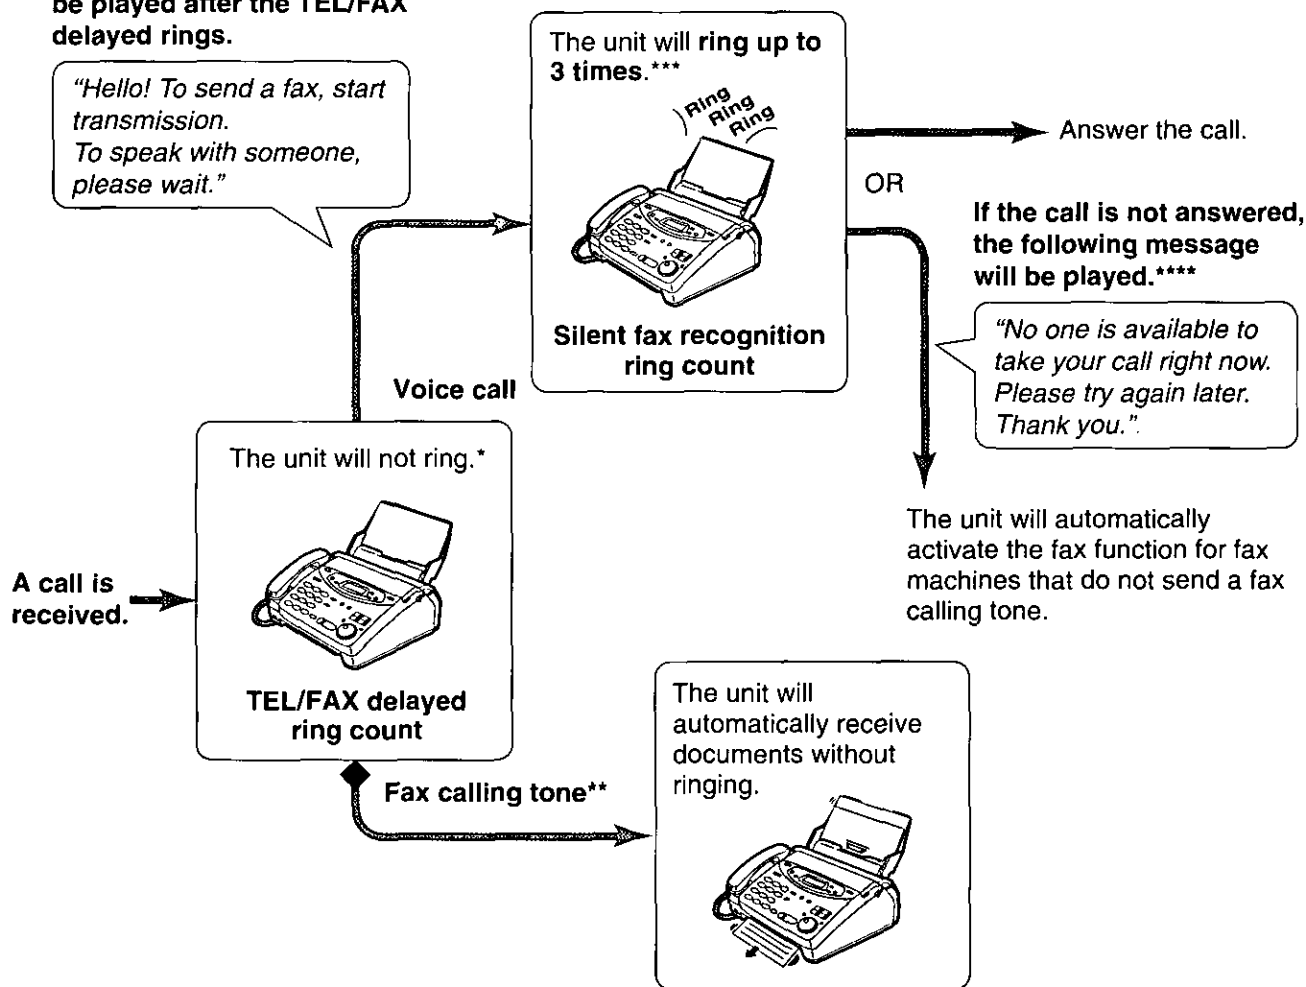 be played after the TEL/FAX
delayed rings.
"Hello! To send a fax, start
transmission.
To speak with someone,
please wait."
The unit will ring up to
3 times.***
Ring
Ring
Ring
Silent fax recognition
ring count
Answer the call.
OR
If the call is not answered,
the following message
will be played.****
"No one is available to
take your call right now.
Please try again later.
Thank you."
The unit will automatically
activate the fax function for fax
machines that do not send a fax
calling tone.
Voice call
The unit will not ring.*
A call is
received.
TEL/FAX delayed
ring count
Fax calling tone**
The unit will
automatically receive
documents without
ringing.